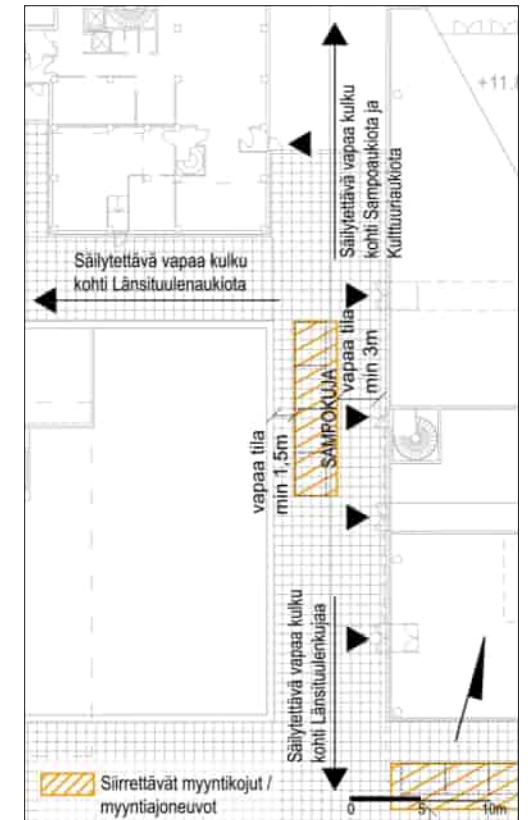 +11.
Säilytettävä vapaa kulku
kohti Sampoaukiota ja
Kulttuuriaukiota
Säilytettävä vapaa kulku
kohti Länsituulenaukiota
vapaa tila
min 3m
SAMPOKUJA
vapaa tila
min 1,5m
Säilytettävä vapaa kulku
kohti Länsituulenkujaa
Siirrettävät myyntikojut /
myyntiajoneuvot
0 5 10m